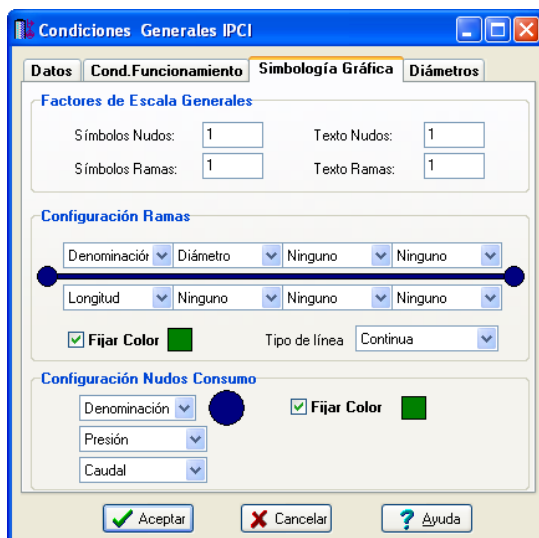 Condiciones Generales IPCI
Datos Cond.Funcionamiento Simbología Gráfica Diámetros
Factores de Escala Generales
Símbolos Nudos: 1 Texto Nudos: 1
Símbolos Ramas: 1 Texto Ramas: 1
Configuración Ramas
Denominación Diámetro Ninguno Ninguno
Longitud Ninguno Ninguno Ninguno
Fijar Color Tipo de línea Continua
Configuración Nudos Consumo
Denominación Fijar Color
Presión
Caudal
Aceptar Cancelar Ayuda